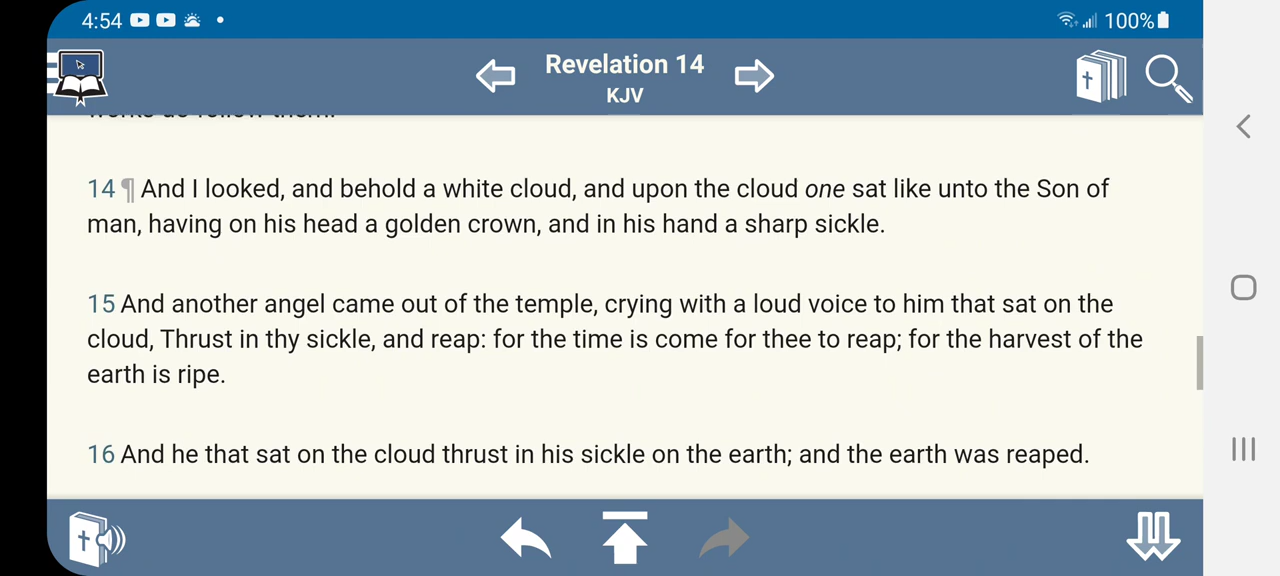 4:54
100%
Revelation 14
KJV
works do follow them.
14 ¶ And I looked, and behold a white cloud, and upon the cloud one sat like unto the Son of
man, having on his head a golden crown, and in his hand a sharp sickle.
15 And another angel came out of the temple, crying with a loud voice to him that sat on the
cloud, Thrust in thy sickle, and reap: for the time is come for thee to reap; for the harvest of the
earth is ripe.
16 And he that sat on the cloud thrust in his sickle on the earth; and the earth was reaped.